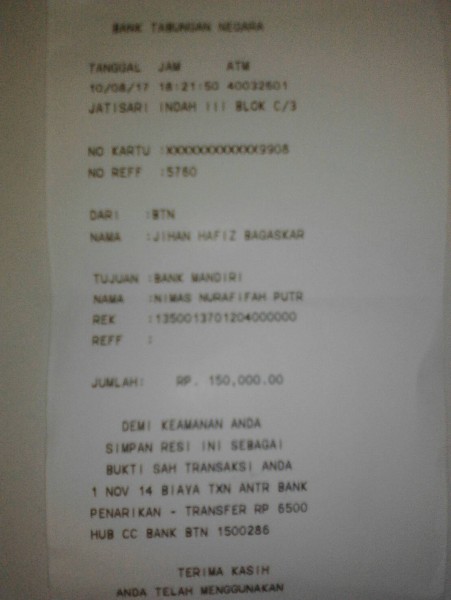 BANK TABUNGAN NEGARA
TANGGAL JAM ATM
10/08/17 18:21:50 40032601
JATISARI INDAH III BLOK C/3
NO KARTU :XXXXXXXXXXXX9908
NO REFF :5760
DARI :BTN
NAMA :JIHAN HAFIZ BAGASKAR
TUJUAN :BANK MANDIRI
NAMA :NIMAS NURAFIFAH PUTR
REK :1350013701204000000
REFF :
JUMLAH: RP. 150,000.00
DEMI KEAMANAN ANDA
SIMPAN RESI INI SEBAGAI
BUKTI SAH TRANSAKSI ANDA
1 NOV 14 BIAYA TXN ANTR BANK
PENARIKAN - TRANSFER RP 6500
HUB CC BANK BTN 1500286
TERIMA KASIH
ANDA TELAH MENGGUNAKAN